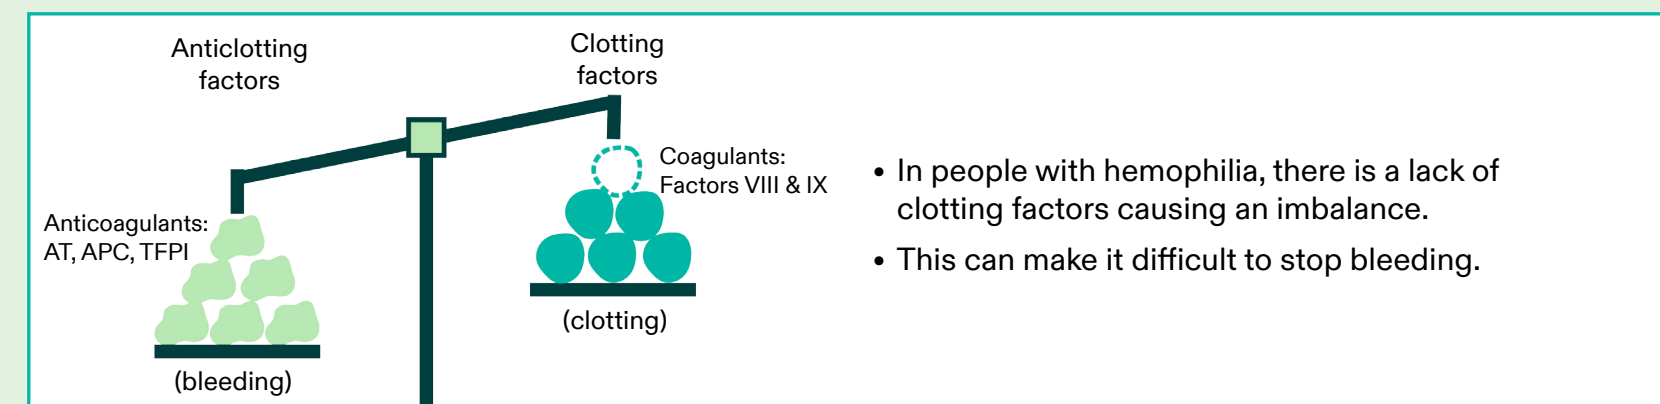 Anticlotting
factors
Clotting
factors
Coagulants:
Factors VIII & IX
Anticoagulants:
AT, APC, TFPI
(clotting)
(bleeding)
• In people with hemophilia, there is a lack of
clotting factors causing an imbalance.
• This can make it difficult to stop bleeding.